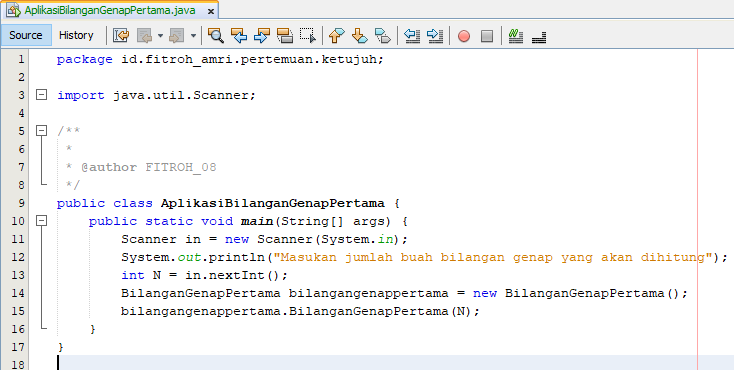 AplikasiBilanganGenapPertama.java ×
Source History
1 package id.fitroh_amri.pertemuan.ketujuh;
2
3 import java.util.Scanner;
4
5 /**
6 *
7 * @author FITROH_08
8 */
9 public class AplikasiBilanganGenapPertama {
10 public static void main(String[] args) {
11 Scanner in = new Scanner(System.in);
12 System.out.println("Masukan jumlah buah bilangan genap yang akan dihitung");
13 int N = in.nextInt();
14 BilanganGenapPertama bilangangenappertama = new BilanganGenapPertama();
15 bilangangenappertama.BilanganGenapPertama(N);
16 }
17 }
18